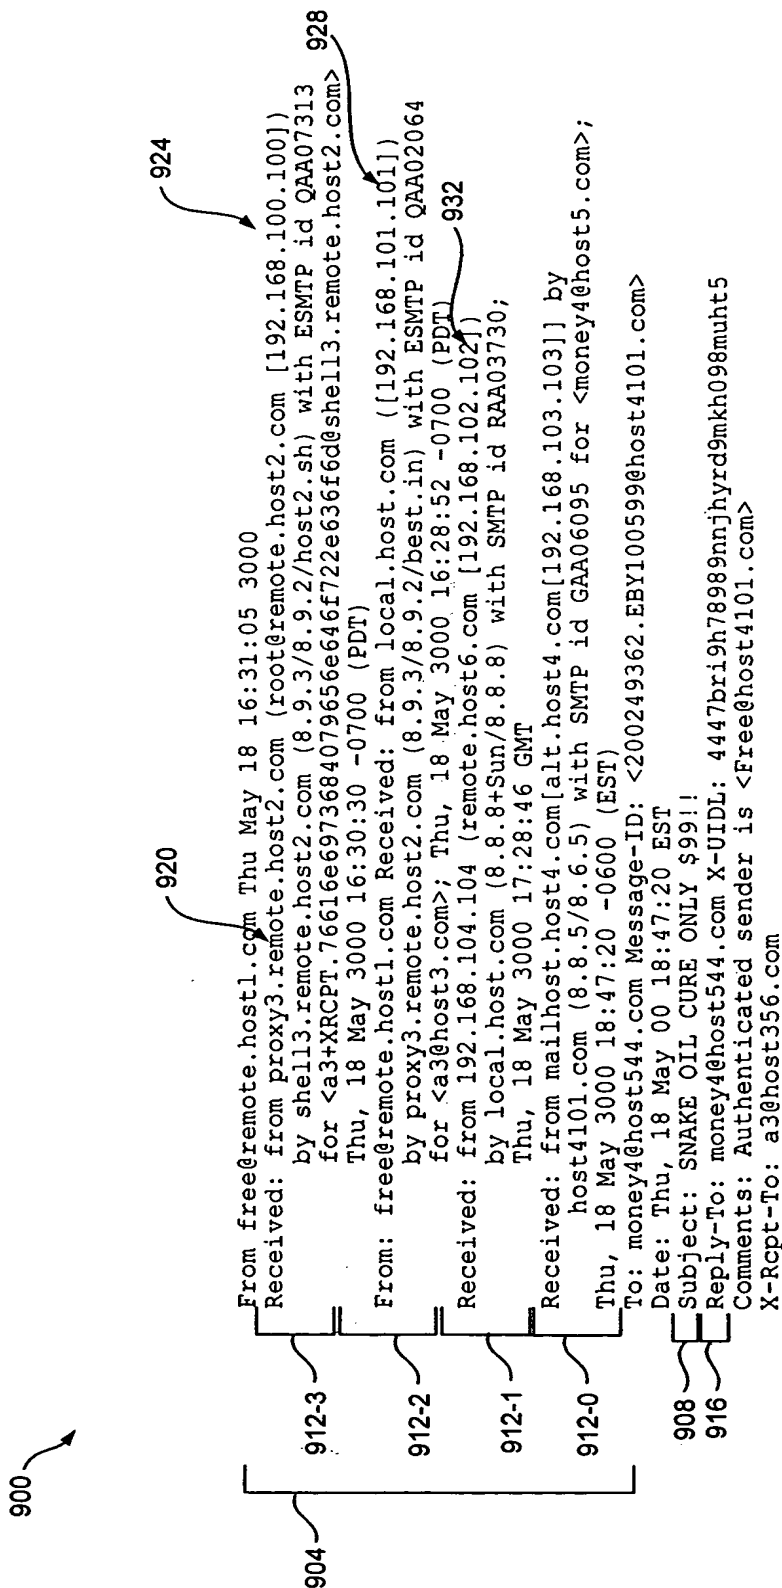 900
904
912-3
912-2
912-1
912-0
908
916
920
924
928
932
From free@remote.host1.com Thu May 18 16:31:05 3000
Received: from proxy3.remote.host2.com (root@remote.host2.com [192.168.100.100])
by shell3.remote.host2.com (8.9.3/8.9.2/host2.sh) with ESMTP id QAA07313
for <a3+XRCPT.76616e6973684079656e646f722e636f6d@shell3.remote.host2.com>
Thu, 18 May 3000 16:30:30 -0700 (PDT)
From: free@remote.host1.com Received: from local.host.com ([192.168.101.101])
by proxy3.remote.host2.com (8.9.3/8.9.2/best.in) with ESMTP id QAA02064
for <a3@host3.com>; Thu, 18 May 3000 16:28:52 -0700 (PDT)
Received: from 192.168.104.104 (remote.host6.com [192.168.102.102])
by local.host.com (8.8.8+Sun/8.8.8) with SMTP id RAA03730;
Thu, 18 May 3000 17:28:46 GMT
Received: from mailhost.host4.com[alt.host4.com[192.168.103.103]] by
host4101.com (8.8.5/8.6.5) with SMTP id GAA06095 for <money4@host5.com>;
Thu, 18 May 3000 18:47:20 -0600 (EST)
To: money4@host544.com Message-ID: <200249362.EBY100599@host4101.com>
Date: Thu, 18 May 00 18:47:20 EST
Subject: SNAKE OIL CURE ONLY $99!!
Reply-To: money4@host544.com X-UIDL: 4447bri9h78989nnjhyrd9mkh098muht5
Comments: Authenticated sender is <Free@host4101.com>
X-Rcpt-To: a3@host356.com